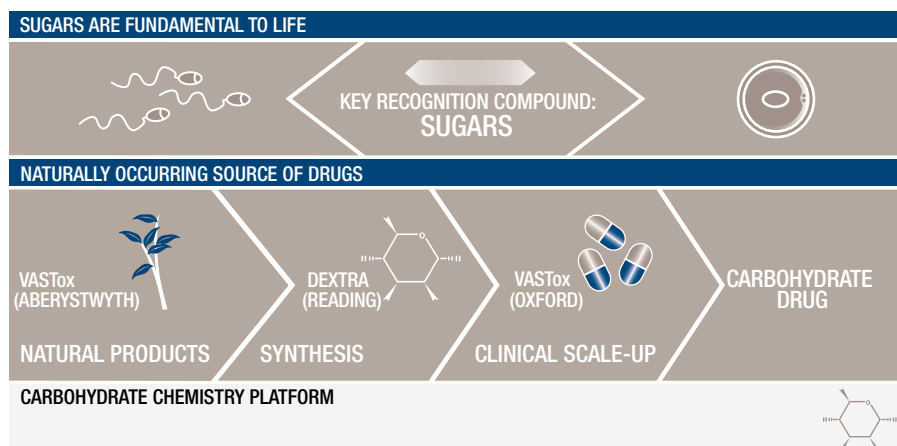 SUGARS ARE FUNDAMENTAL TO LIFE
KEY RECOGNITION COMPOUND:
SUGARS
NATURALLY OCCURRING SOURCE OF DRUGS
VASTox
(ABERYSTWYTH)
NATURAL PRODUCTS
O
DEXTRA
(READING)
SYNTHESIS
VASTox
(OXFORD)
CLINICAL SCALE-UP
CARBOHYDRATE
DRUG
CARBOHYDRATE CHEMISTRY PLATFORM
O